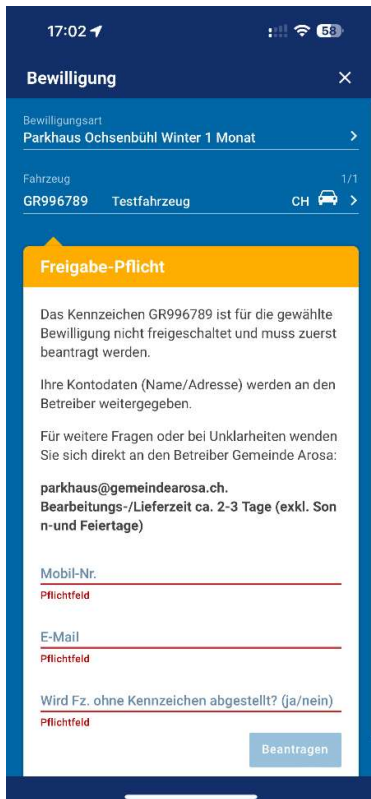 17:02
58
Bewilligung
Bewilligungsart
Parkhaus Ochsenbühl Winter 1 Monat
Fahrzeug 1/1
GR996789 Testfahrzeug CH
Freigabe-Pflicht
Das Kennzeichen GR996789 ist für die gewählte
Bewilligung nicht freigeschaltet und muss zuerst
beantragt werden.
Ihre Kontodaten (Name/Adresse) werden an den
Betreiber weitergegeben.
Für weitere Fragen oder bei Unklarheiten wenden
Sie sich direkt an den Betreiber Gemeinde Arosa:
parkhaus@gemeindearosa.ch.
Bearbeitungs-/Lieferzeit ca. 2-3 Tage (exkl. Son
n-und Feiertage)
Mobil-Nr.
Pflichtfeld
E-Mail
Pflichtfeld
Wird Fz. ohne Kennzeichen abgestellt? (ja/nein)
Pflichtfeld
Beantragen